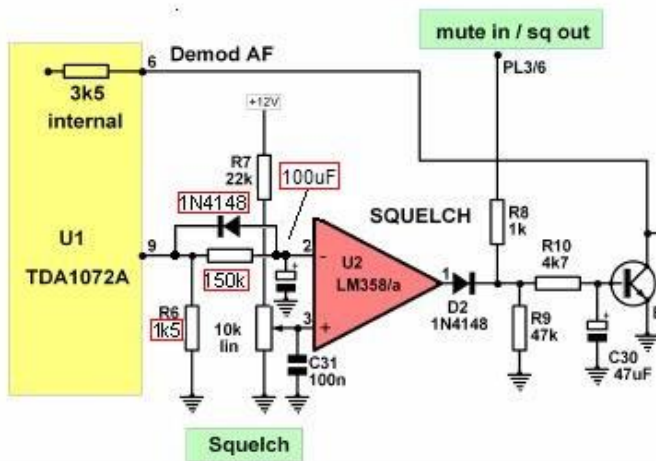 mute in / sq out
6
Demod AF
PL3/6
3k5
internal
+12V
R7
22k
100uF
1N4148
SQUELCH
R8
1k
U1
9
2
-
U2
1
R10
4k7
TDA1072A
150k
LM358/a
D2
1N4148
R6
1k5
10k
lin
3
+
+
R9
47k
C31
100n
C30
47uF
Squelch